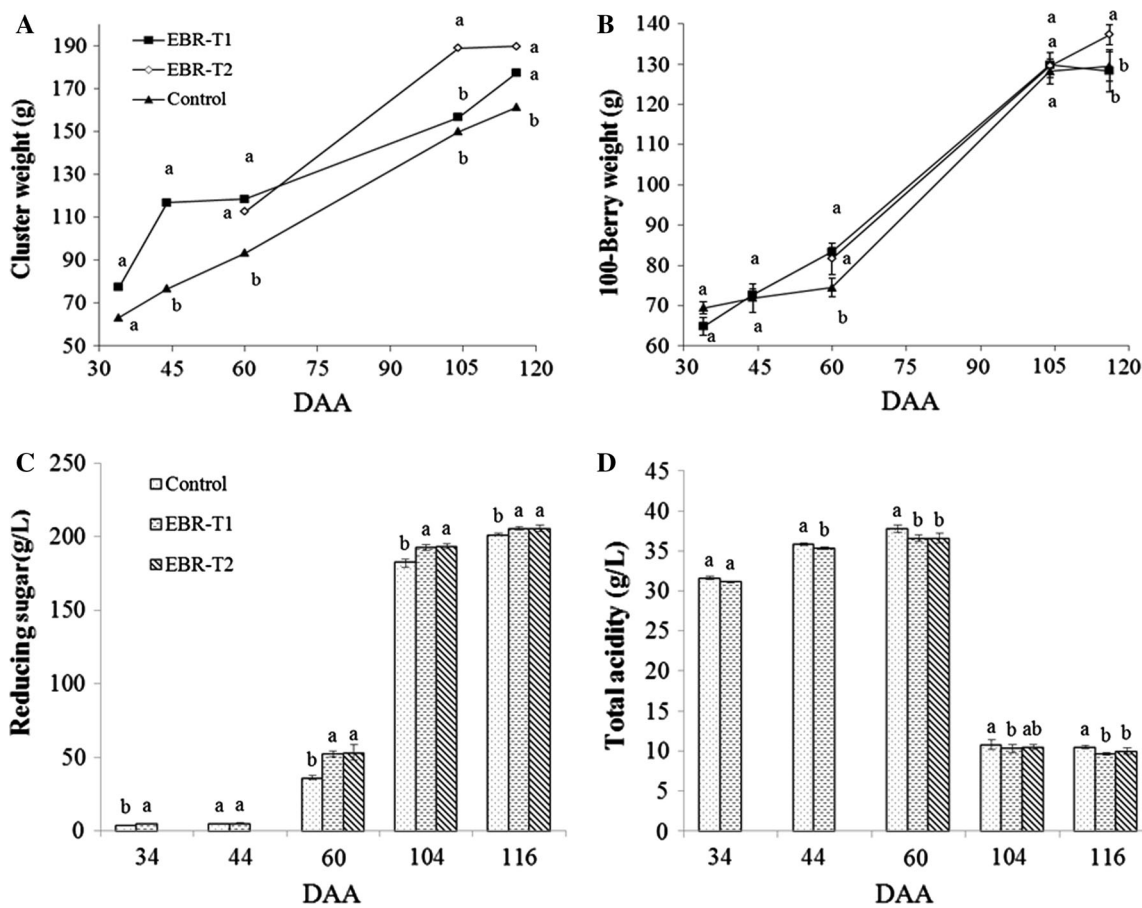 A
EBR-T1
EBR-T2
Control
Cluster weight (g)
190
170
150
130
110
90
70
50
a
a
a
a
a
a
b
b
b
b
b
a
a
30 45 60 75 90 105 120
DAA
B
100-Berry weight (g)
140
130
120
110
100
90
80
70
60
a
a
a
a
a
b
a
a
a
b
b
a
30 45 60 75 90 105 120
DAA
C
Reducing sugar(g/L)
250
200
150
100
50
0
Control
EBR-T1
EBR-T2
b a
a a
b a a
b a a
b a a
34 44 60 104 116
DAA
D
Total acidity (g/L)
45
40
35
30
25
20
15
10
5
0
a a
a b
a b b
a b ab
a b b
34 44 60 104 116
DAA